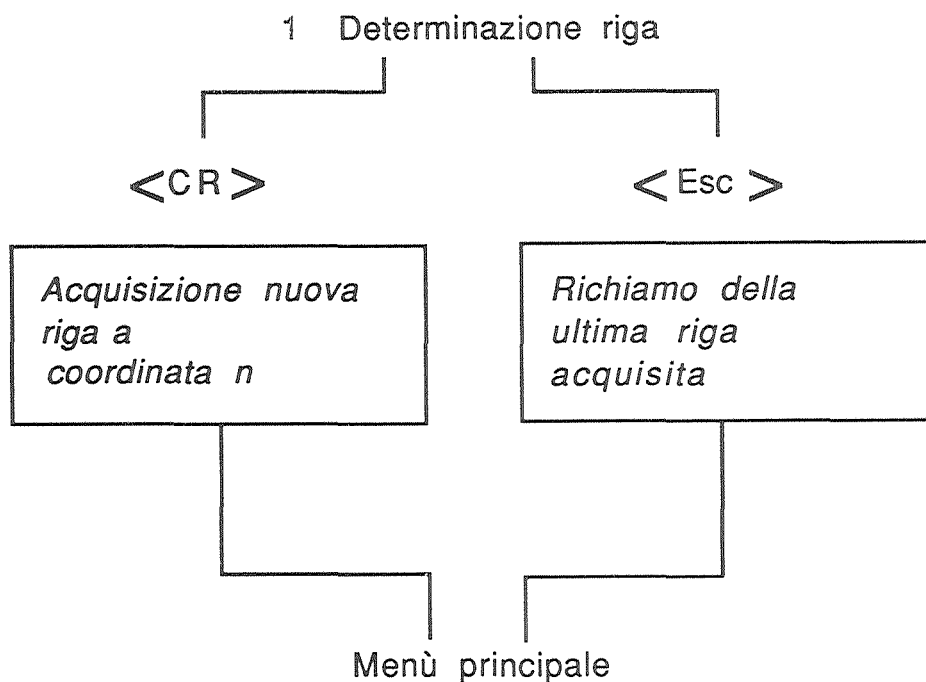 1 Determinazione riga
<CR>
<Esc>
Acquisizione nuova
riga a
coordinata n
Richiamo della
ultima riga
acquisita
Menù principale